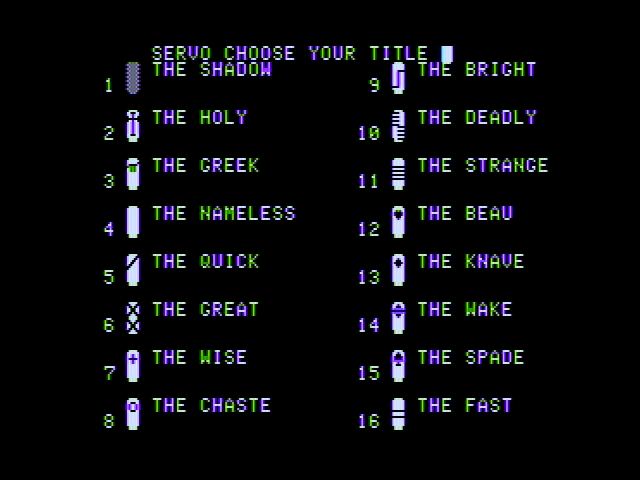 SERVO CHOOSE YOUR TITLE
1 THE SHADOW
2 THE HOLY
3 THE GREEK
4 THE NAMELESS
5 THE QUICK
6 THE GREAT
7 THE WISE
8 THE CHASTE
9 THE BRIGHT
10 THE DEADLY
11 THE STRANGE
12 THE BEAU
13 THE KNAVE
14 THE WAKE
15 THE SPADE
16 THE FAST